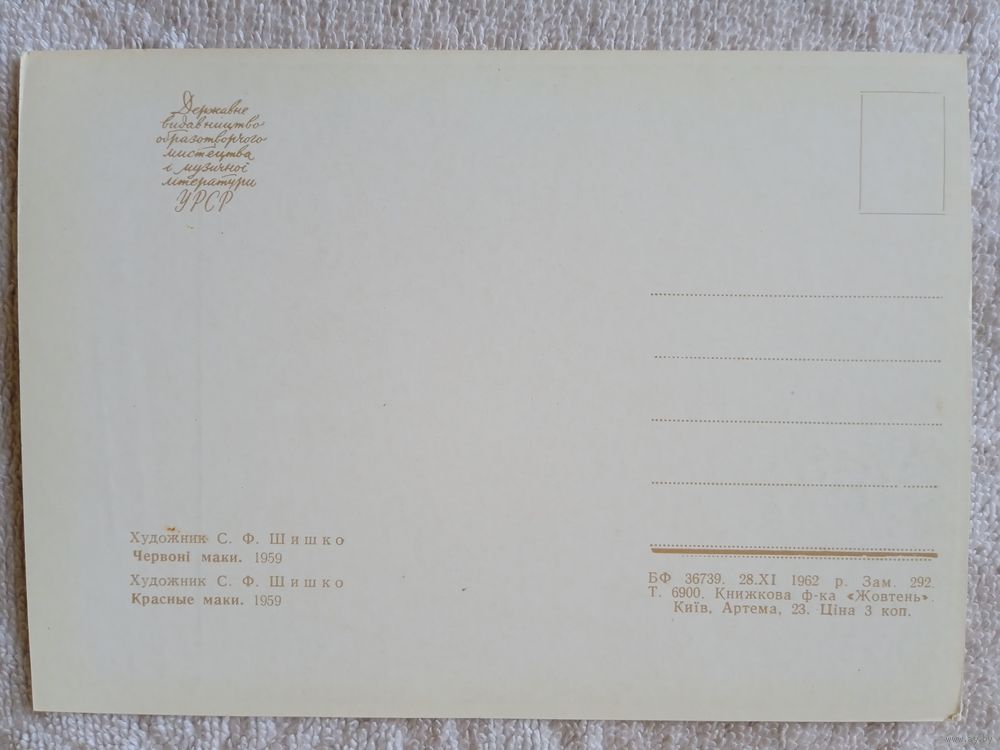 Державне
видавництво
образотворчого
мистецтва
і музичної
літератури
УРСР
Художник С. Ф. Шишко
Червоні маки. 1959
Художник С. Ф. Шишко
Красные маки. 1959
БФ 36739. 28.XI 1962 р. Зам. 292.
Т. 6900. Книжкова ф-ка «Жовтень».
Київ, Артема, 23. Ціна 3 коп.